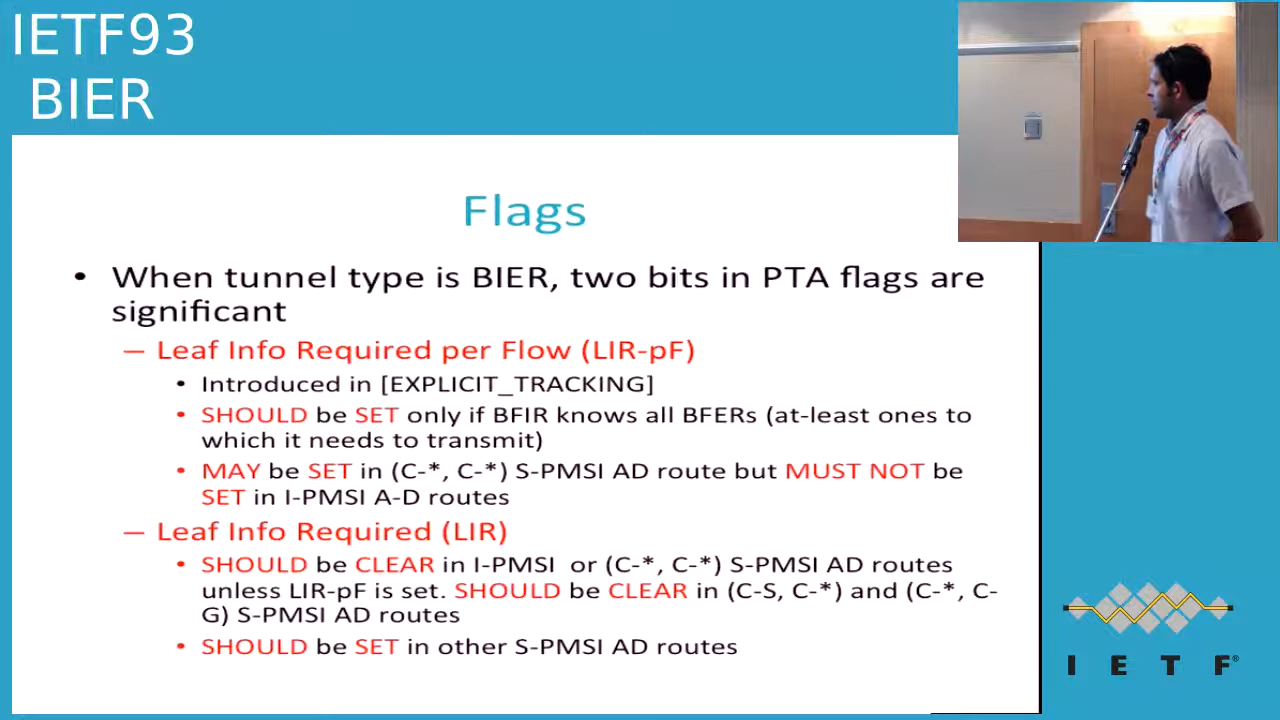 IETF93
BIER
Flags
• When tunnel type is BIER, two bits in PTA flags are
significant
– Leaf Info Required per Flow (LIR-pF)
• Introduced in [EXPLICIT_TRACKING]
• SHOULD be SET only if BFIR knows all BFERs (at-least ones to
which it needs to transmit)
• MAY be SET in (C-*, C-*) S-PMSI AD route but MUST NOT be
SET in I-PMSI A-D routes
– Leaf Info Required (LIR)
• SHOULD be CLEAR in I-PMSI or (C-*, C-*) S-PMSI AD routes
unless LIR-pF is set. SHOULD be CLEAR in (C-S, C-*) and (C-*, C-
G) S-PMSI AD routes
• SHOULD be SET in other S-PMSI AD routes
I E T F®